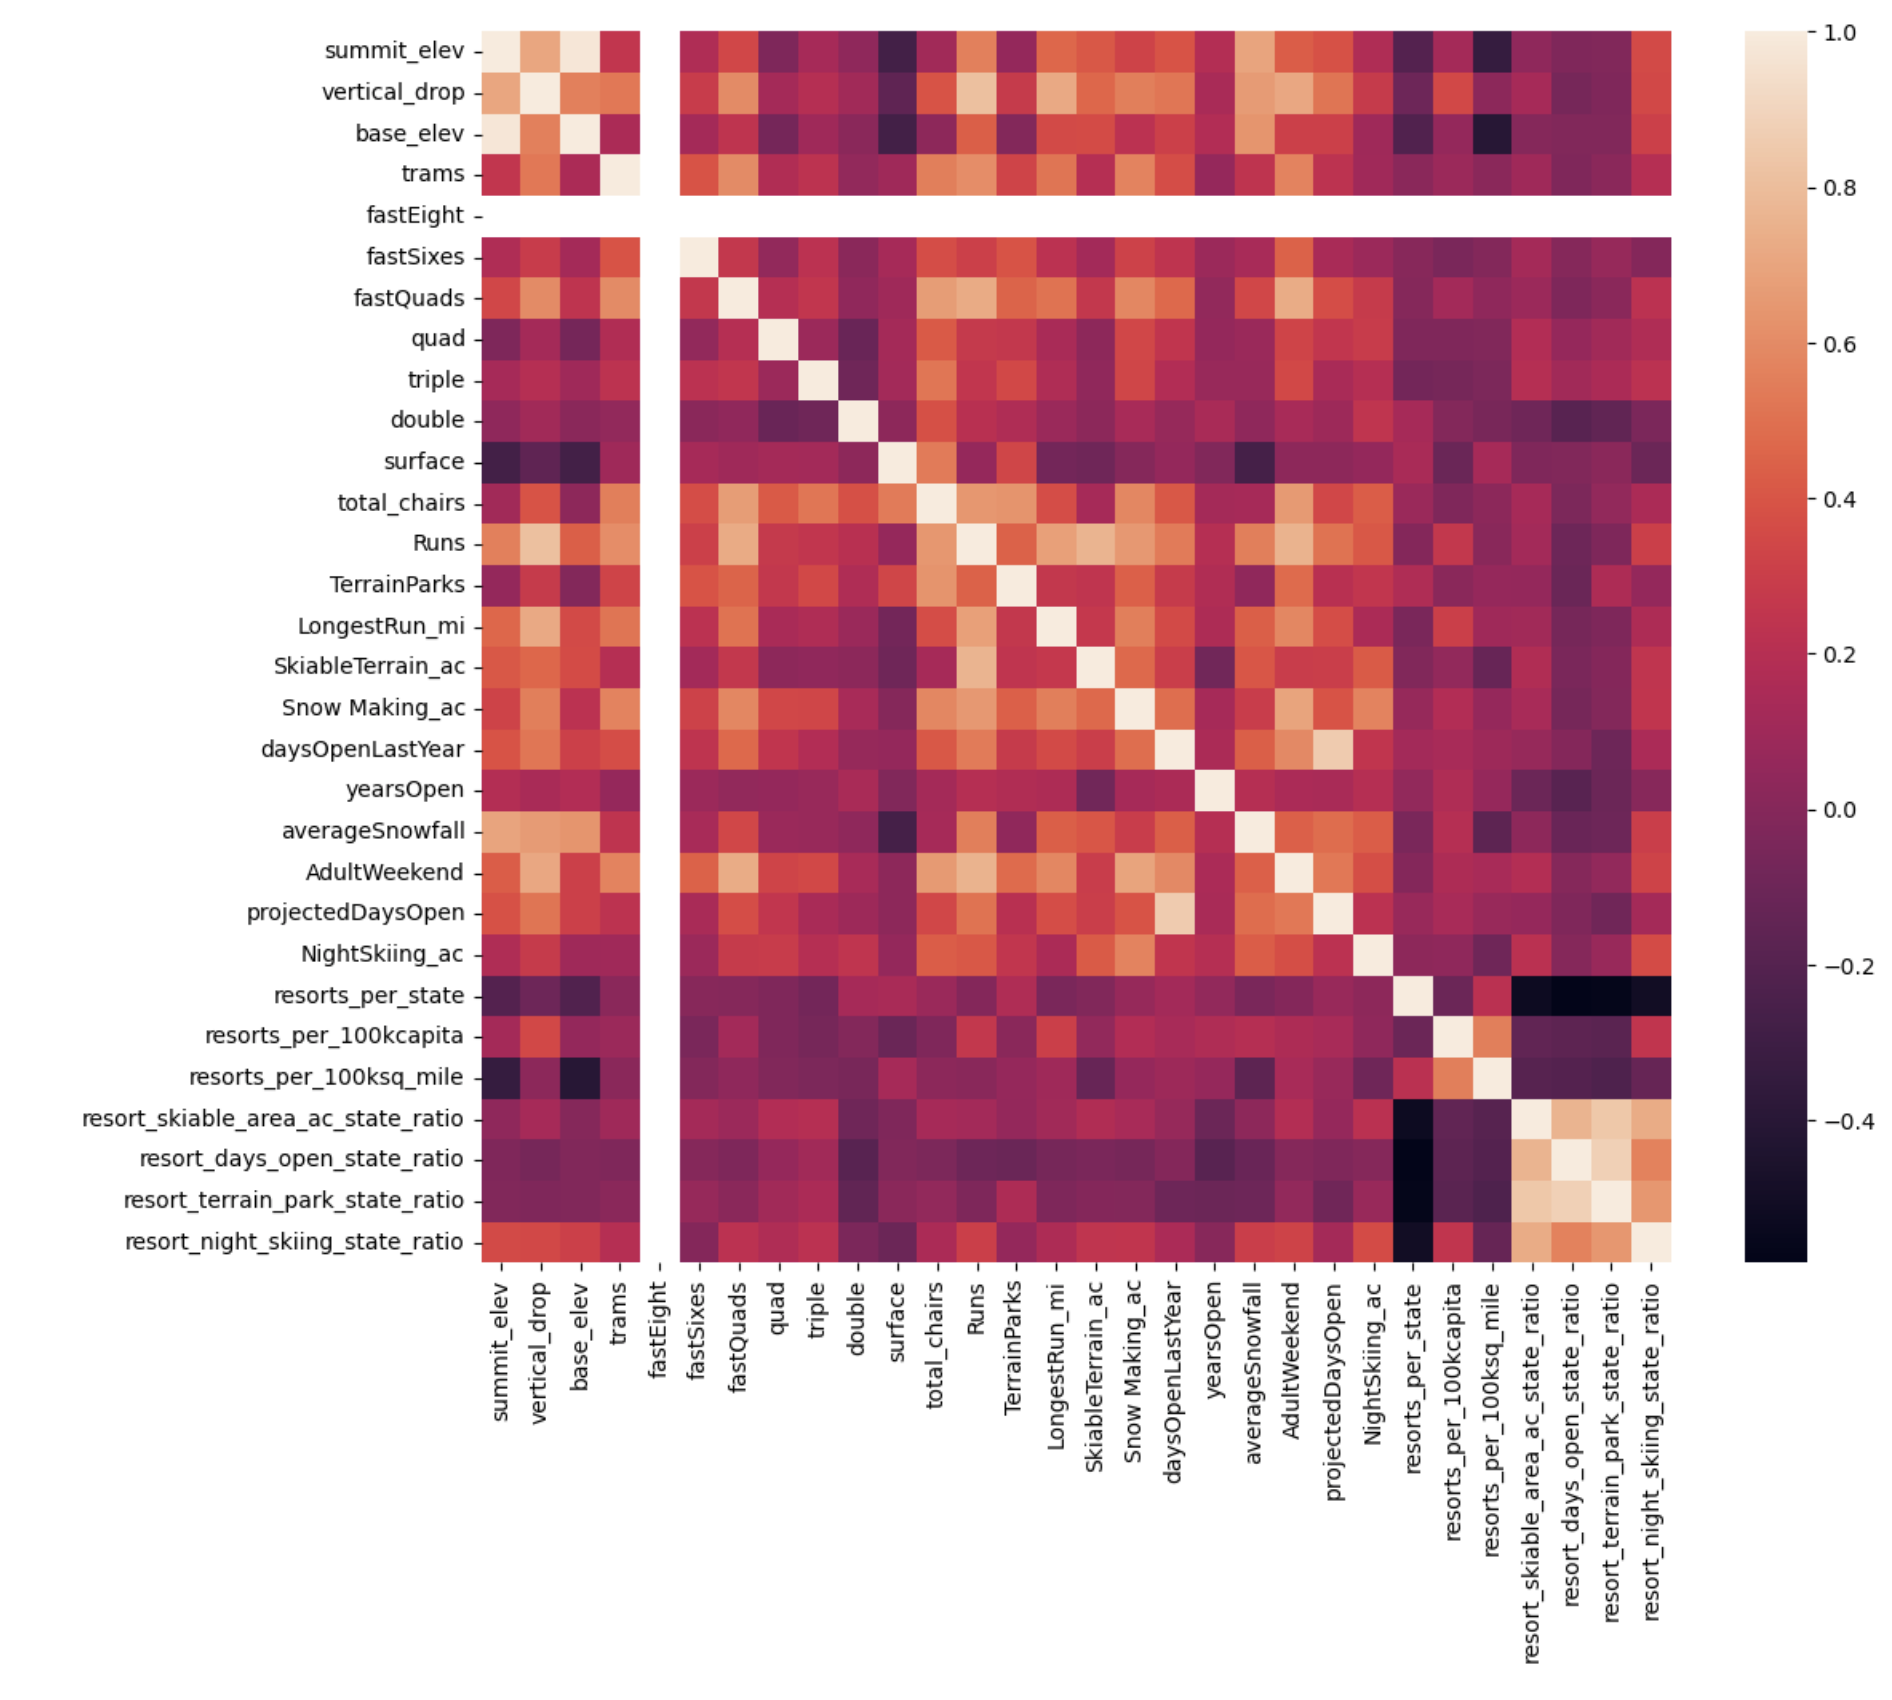 summit_elev
vertical_drop
base_elev
trams
fastEight
fastSixes
fastQuads
quad
triple
double
surface
total_chairs
Runs
TerrainParks
LongestRun_mi
SkiableTerrain_ac
Snow Making_ac
daysOpenLastYear
yearsOpen
averageSnowfall
AdultWeekend
projectedDaysOpen
NightSkiing_ac
resorts_per_state
resorts_per_100kcapita
resorts_per_100ksq_mile
resort_skiable_area_ac_state_ratio
resort_days_open_state_ratio
resort_terrain_park_state_ratio
resort_night_skiing_state_ratio
summit_elev
vertical_drop
base_elev
trams
fastEight
fastSixes
fastQuads
quad
triple
double
surface
total_chairs
Runs
TerrainParks
LongestRun_mi
SkiableTerrain_ac
Snow Making_ac
daysOpenLastYear
yearsOpen
averageSnowfall
AdultWeekend
projectedDaysOpen
NightSkiing_ac
resorts_per_state
resorts_per_100kcapita
resorts_per_100ksq_mile
resort_skiable_area_ac_state_ratio
resort_days_open_state_ratio
resort_terrain_park_state_ratio
resort_night_skiing_state_ratio
1.0
0.8
0.6
0.4
0.2
0.0
−0.2
−0.4